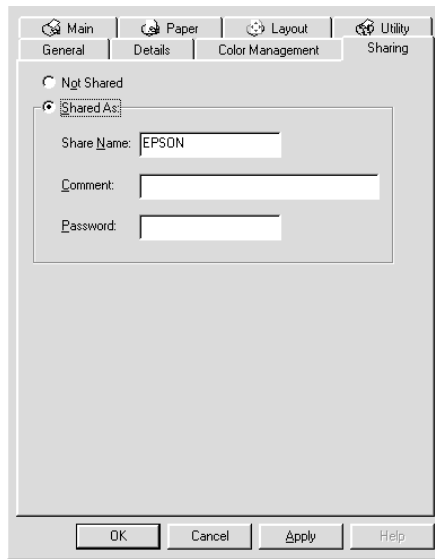 Main Paper Layout Utility
General Details Color Management Sharing
Not Shared
Shared As:
Share Name: EPSON
Comment:
Password:
OK Cancel Apply Help